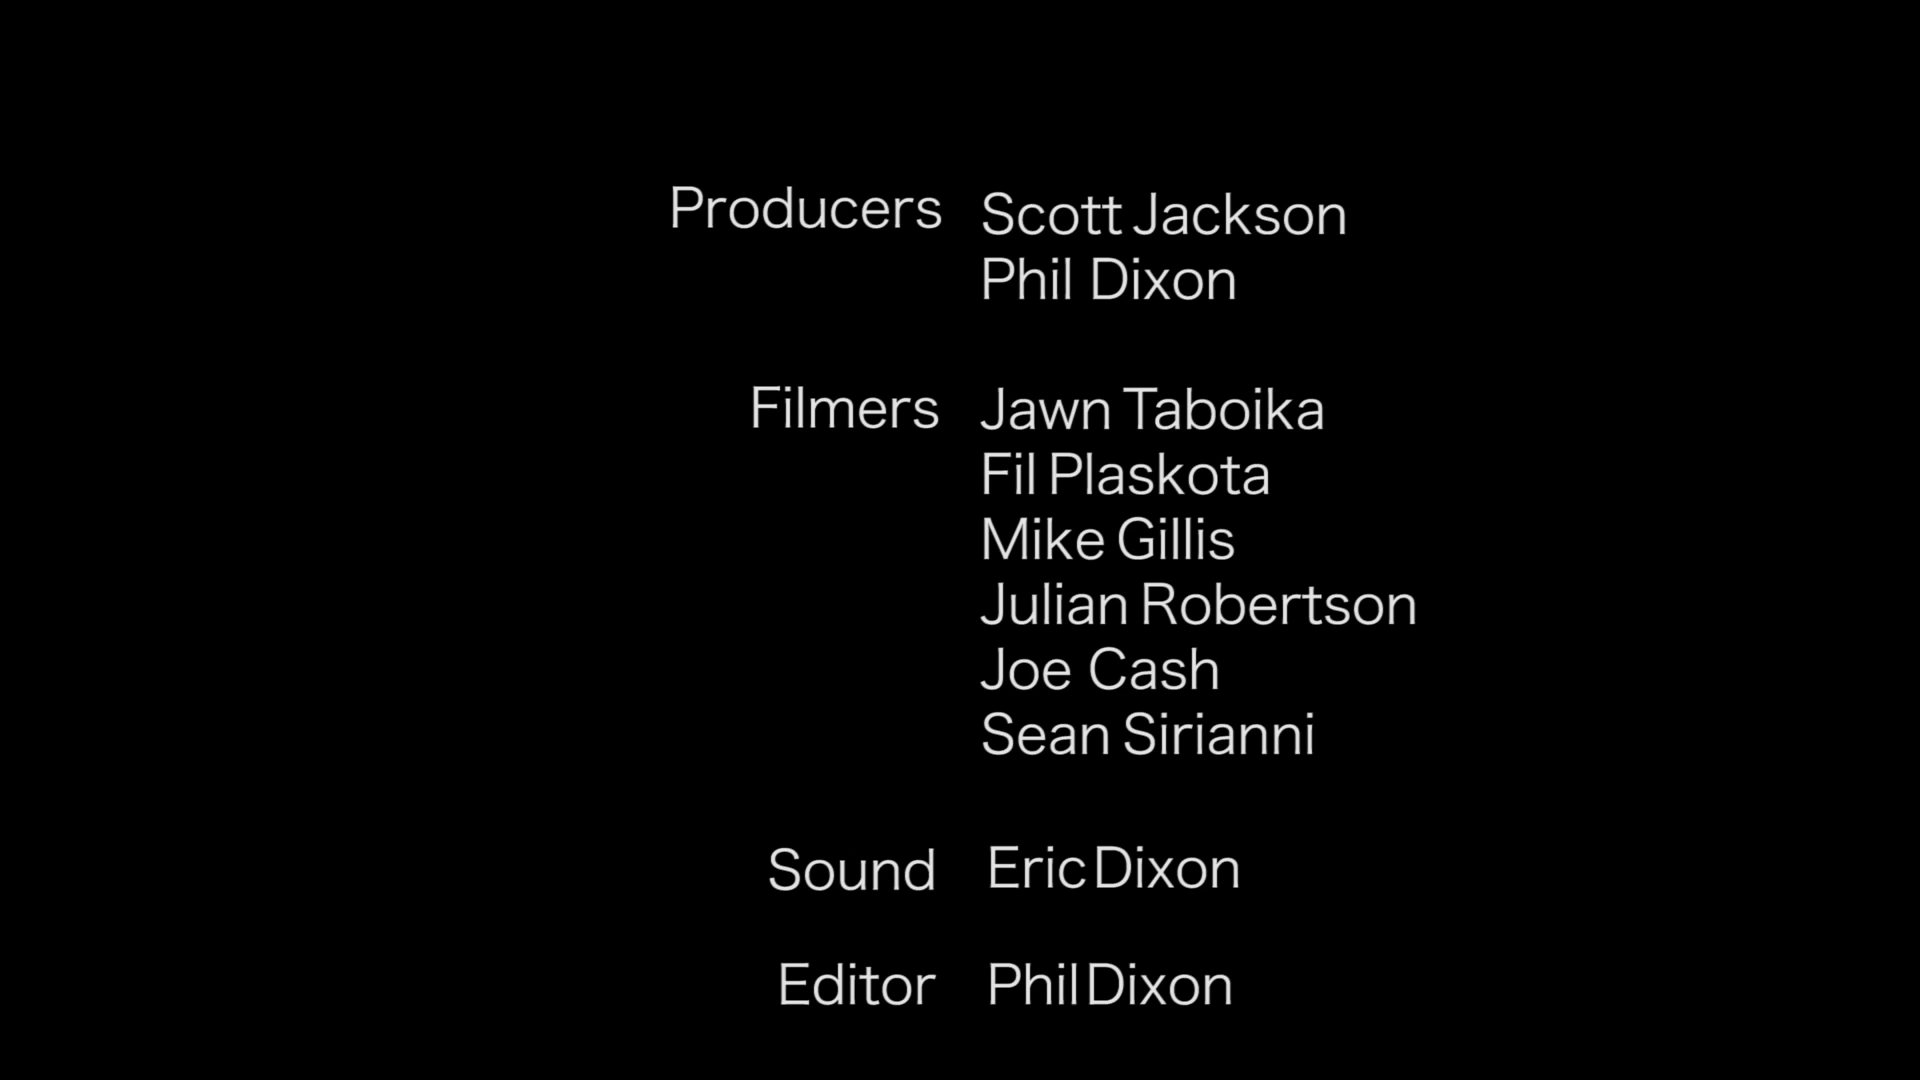 Producers Scott Jackson
Phil Dixon
Filmers Jawn Taboika
Fil Plaskota
Mike Gillis
Julian Robertson
Joe Cash
Sean Sirianni
Sound Eric Dixon
Editor Phil Dixon